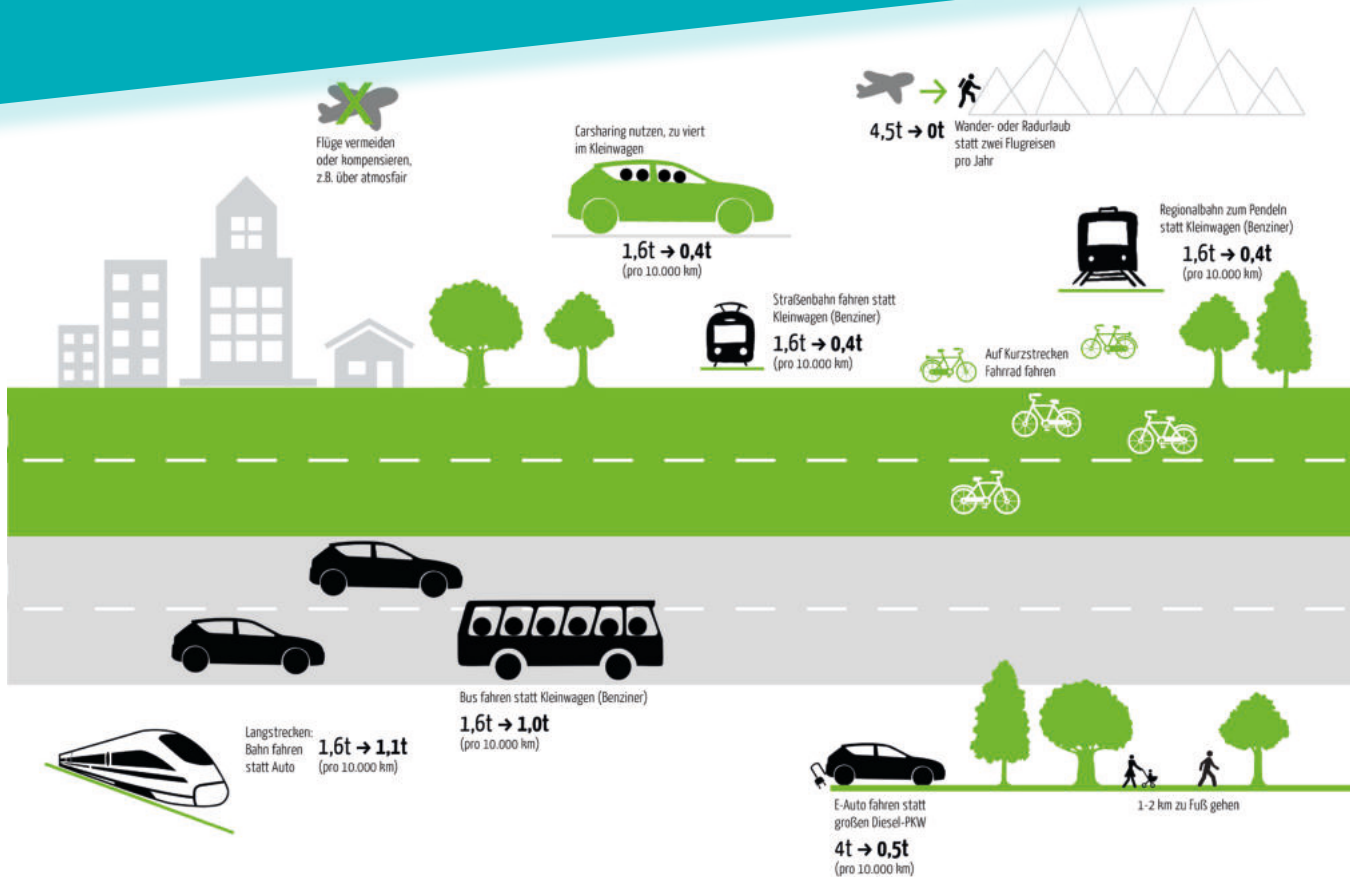 Flüge vermeiden
oder kompensieren,
z.B. über atmosfair
Carsharing nutzen, zu viert
im Kleinwagen
1,6t → 0,4t
(pro 10.000 km)
4,5t → 0t
Wander- oder Radurlaub
statt zwei Flugreisen
pro Jahr
Regionalbahn zum Pendeln
statt Kleinwagen (Benziner)
1,6t → 0,4t
(pro 10.000 km)
Straßenbahn fahren statt
Kleinwagen (Benziner)
1,6t → 0,4t
(pro 10.000 km)
Auf Kurzstrecken
Fahrrad fahren
Bus fahren statt Kleinwagen (Benziner)
1,6t → 1,0t
(pro 10.000 km)
Langstrecken:
Bahn fahren
statt Auto
1,6t → 1,1t
(pro 10.000 km)
E-Auto fahren statt
großen Diesel-PKW
4t → 0,5t
(pro 10.000 km)
1-2 km zu Fuß gehen